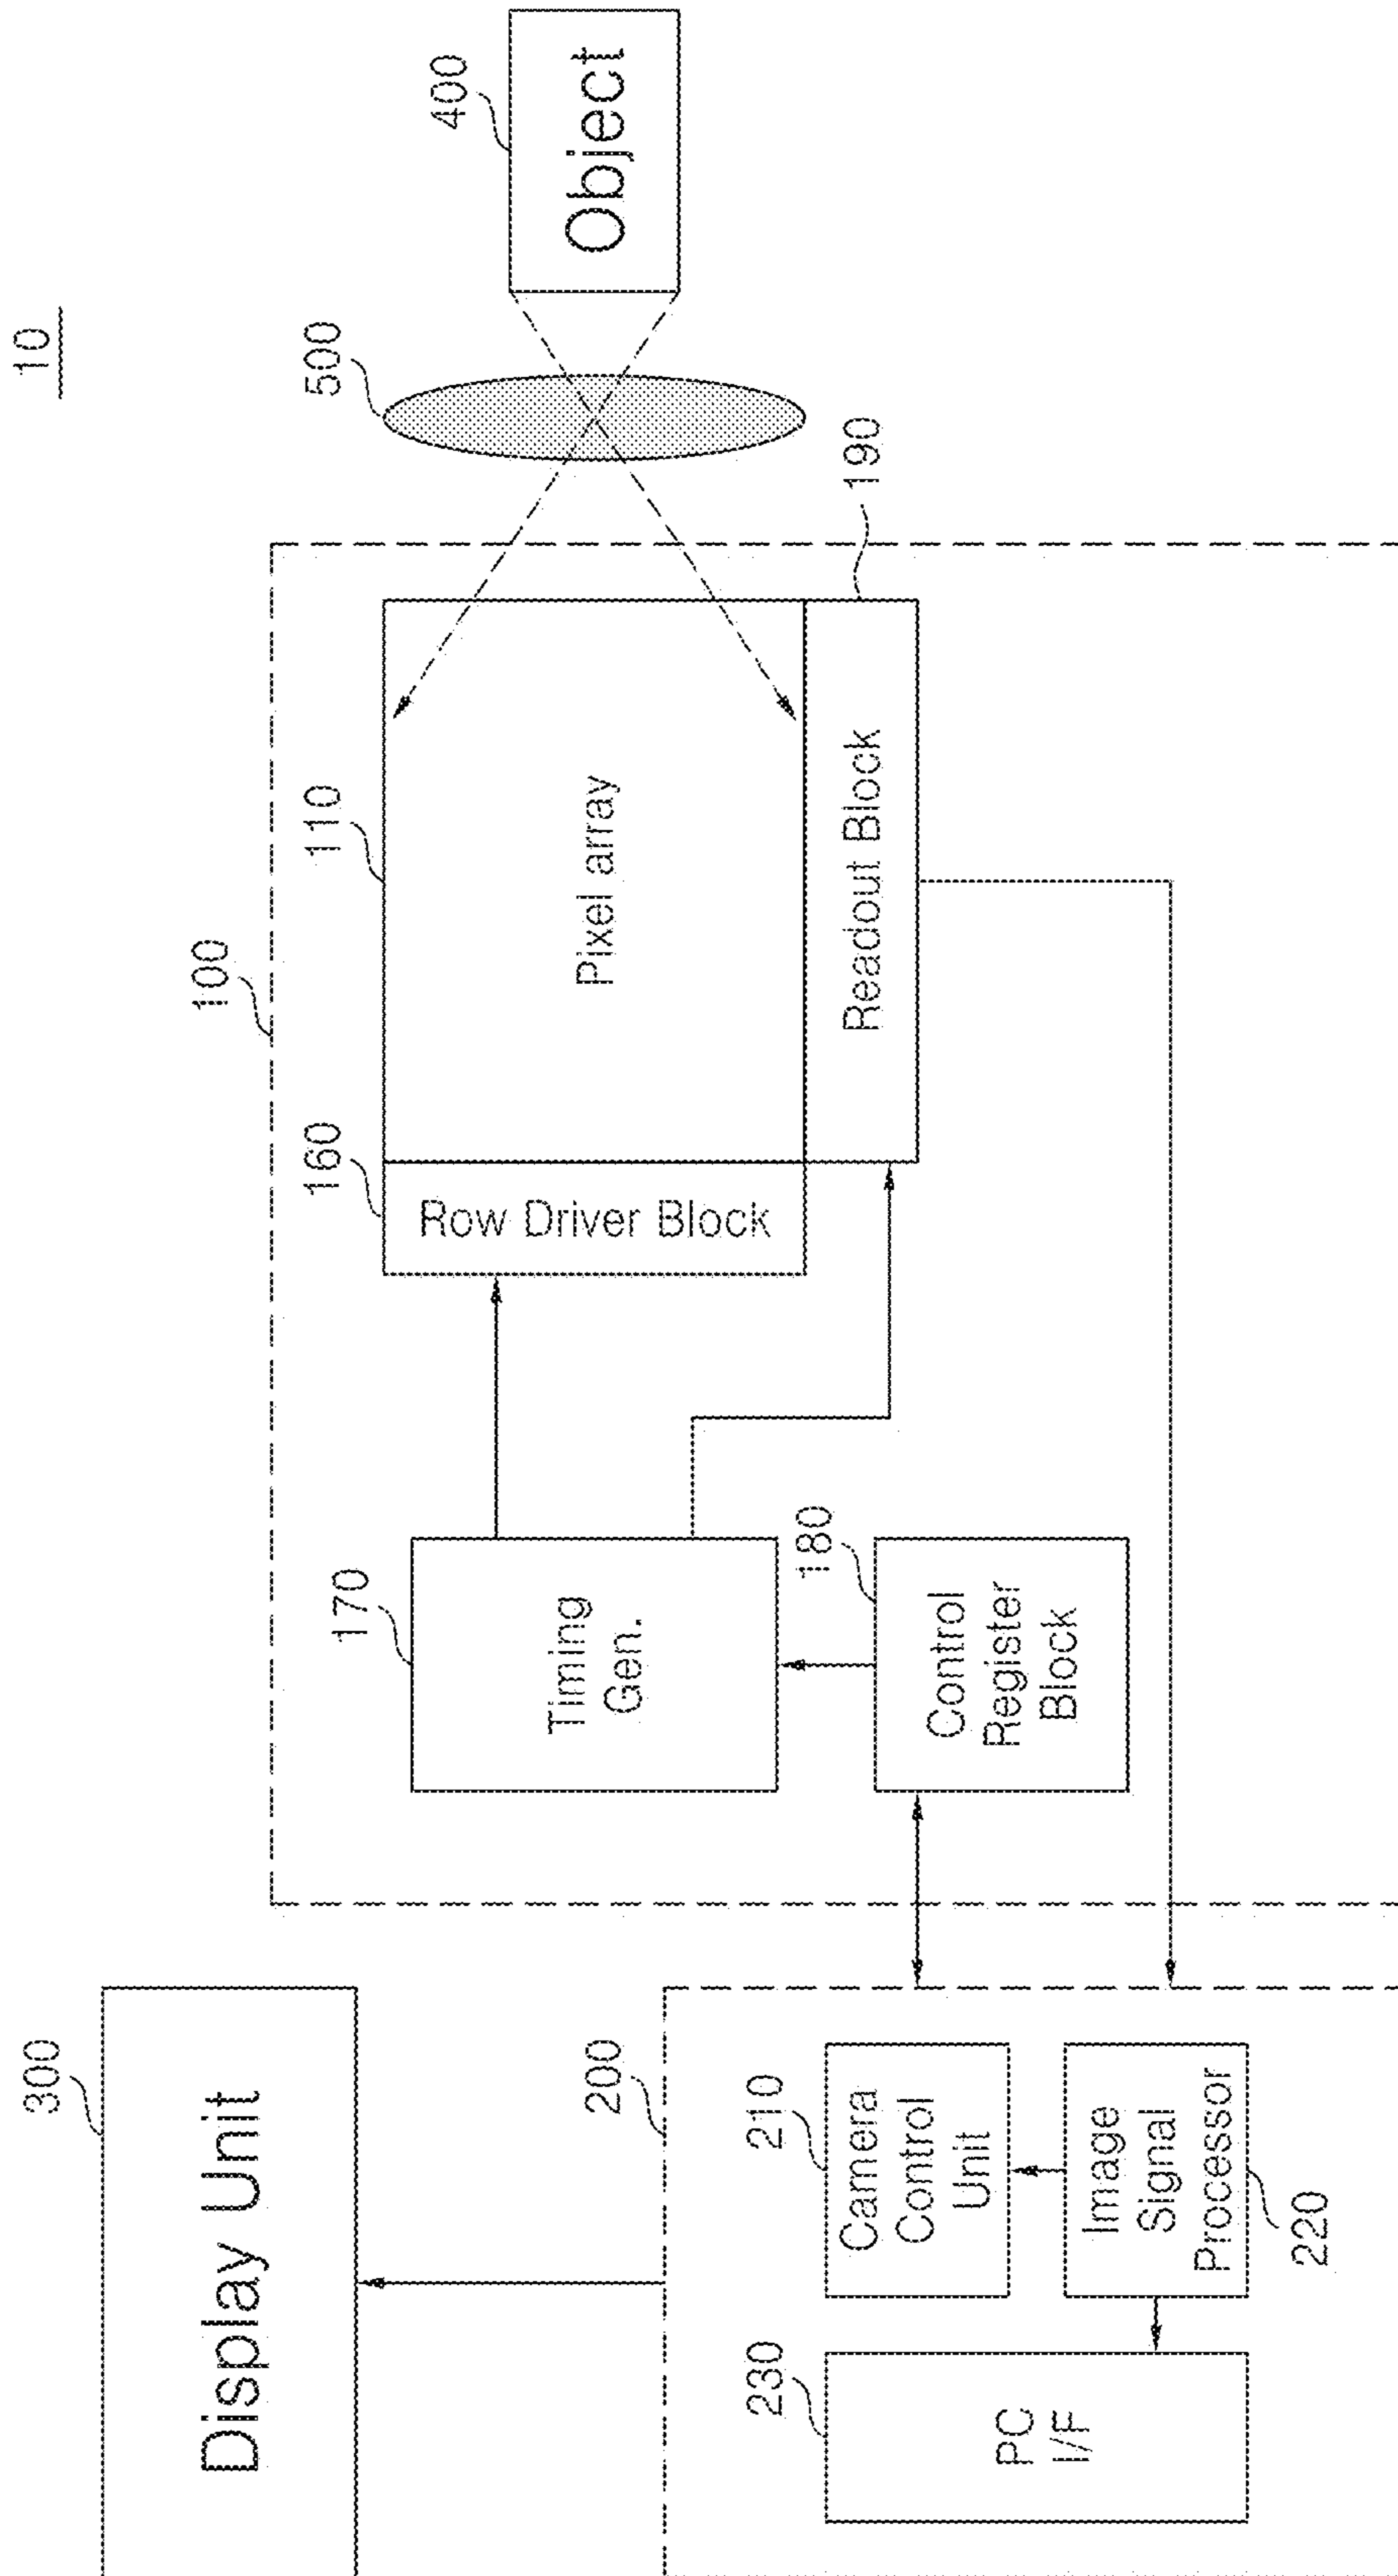 10
300
Display Unit
200
230
PC
I/F
210
Camera
Control
Unit
Image
Signal
Processor
220
100
170
Timing
Gen.
180
Control
Register
Block
160
Row Driver Block
110
Pixel array
Readout Block
190
500
400
Object